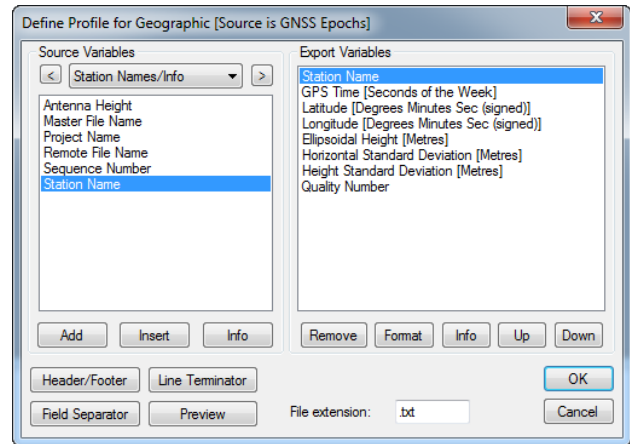 Define Profile for Geographic [Source is GNSS Epochs]
x
Source Variables
< Station Names/Info >
Antenna Height
Master File Name
Project Name
Remote File Name
Sequence Number
Station Name
Add Insert Info
Export Variables
Station Name
GPS Time [Seconds of the Week]
Latitude [Degrees Minutes Sec (signed)]
Longitude [Degrees Minutes Sec (signed)]
Ellipsoidal Height [Metres]
Horizontal Standard Deviation [Metres]
Height Standard Deviation [Metres]
Quality Number
Remove Format Info Up Down
Header/Footer Line Terminator
Field Separator Preview
File extension: .txt
OK
Cancel